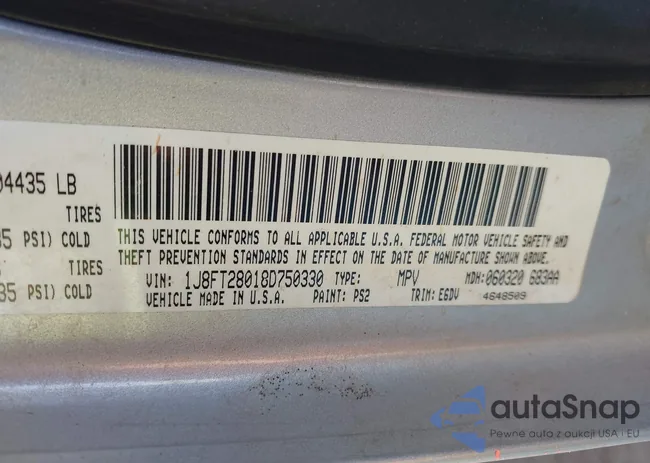 04435 LB
TIRES
35 PSI) COLD
TIRES
35 PSI) COLD
THIS VEHICLE CONFORMS TO ALL APPLICABLE U.S.A. FEDERAL MOTOR VEHICLE SAFETY AND
THEFT PREVENTION STANDARDS IN EFFECT ON THE DATE OF MANUFACTURE SHOWN ABOVE.
VIN: 1J8FT28018D750330 TYPE: MPV MDH: 060320 683AA
VEHICLE MADE IN U.S.A. PAINT: PS2 TRIM: E6DV 4648509
autaSnap
Pewne auta z aukcji USA i EU